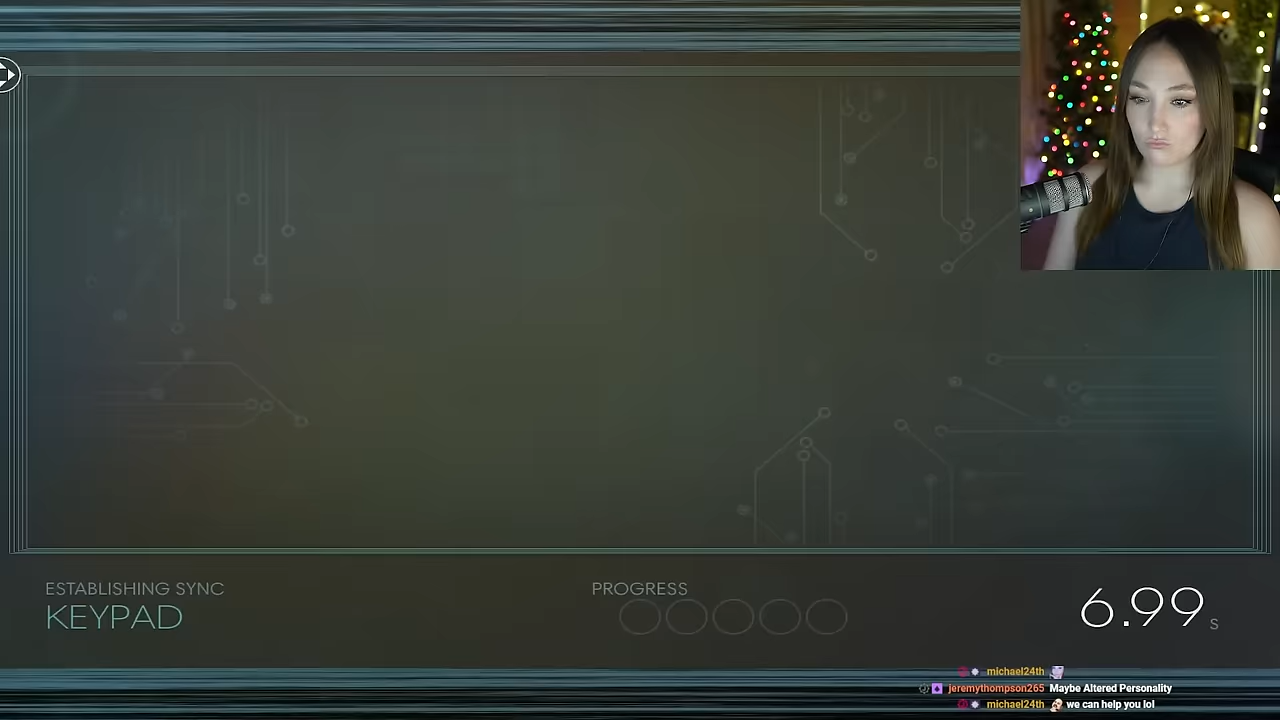 ESTABLISHING SYNC
KEYPAD
PROGRESS
6.99 S
michael24th
jeremythompson265 Maybe Altered Personality
michael24th we can help you lol